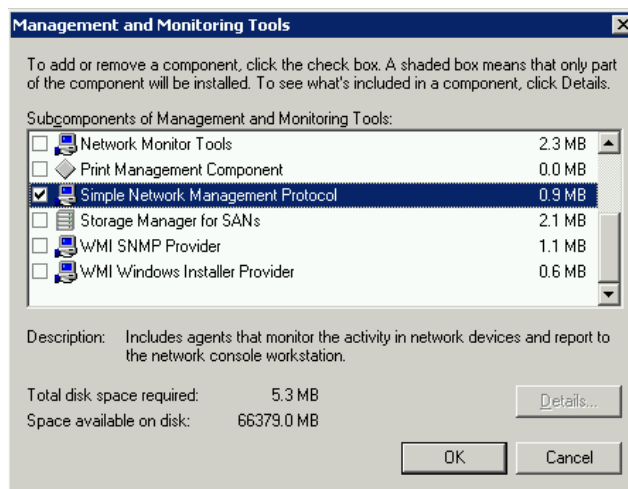 Management and Monitoring Tools
To add or remove a component, click the check box. A shaded box means that only part
of the component will be installed. To see what's included in a component, click Details.
Subcomponents of Management and Monitoring Tools:
Network Monitor Tools 2.3 MB
Print Management Component 0.0 MB
Simple Network Management Protocol 0.9 MB
Storage Manager for SANs 2.1 MB
WMI SNMP Provider 1.1 MB
WMI Windows Installer Provider 0.6 MB
Description: Includes agents that monitor the activity in network devices and report to
the network console workstation.
Total disk space required: 5.3 MB
Space available on disk: 66379.0 MB
Details...
OK Cancel